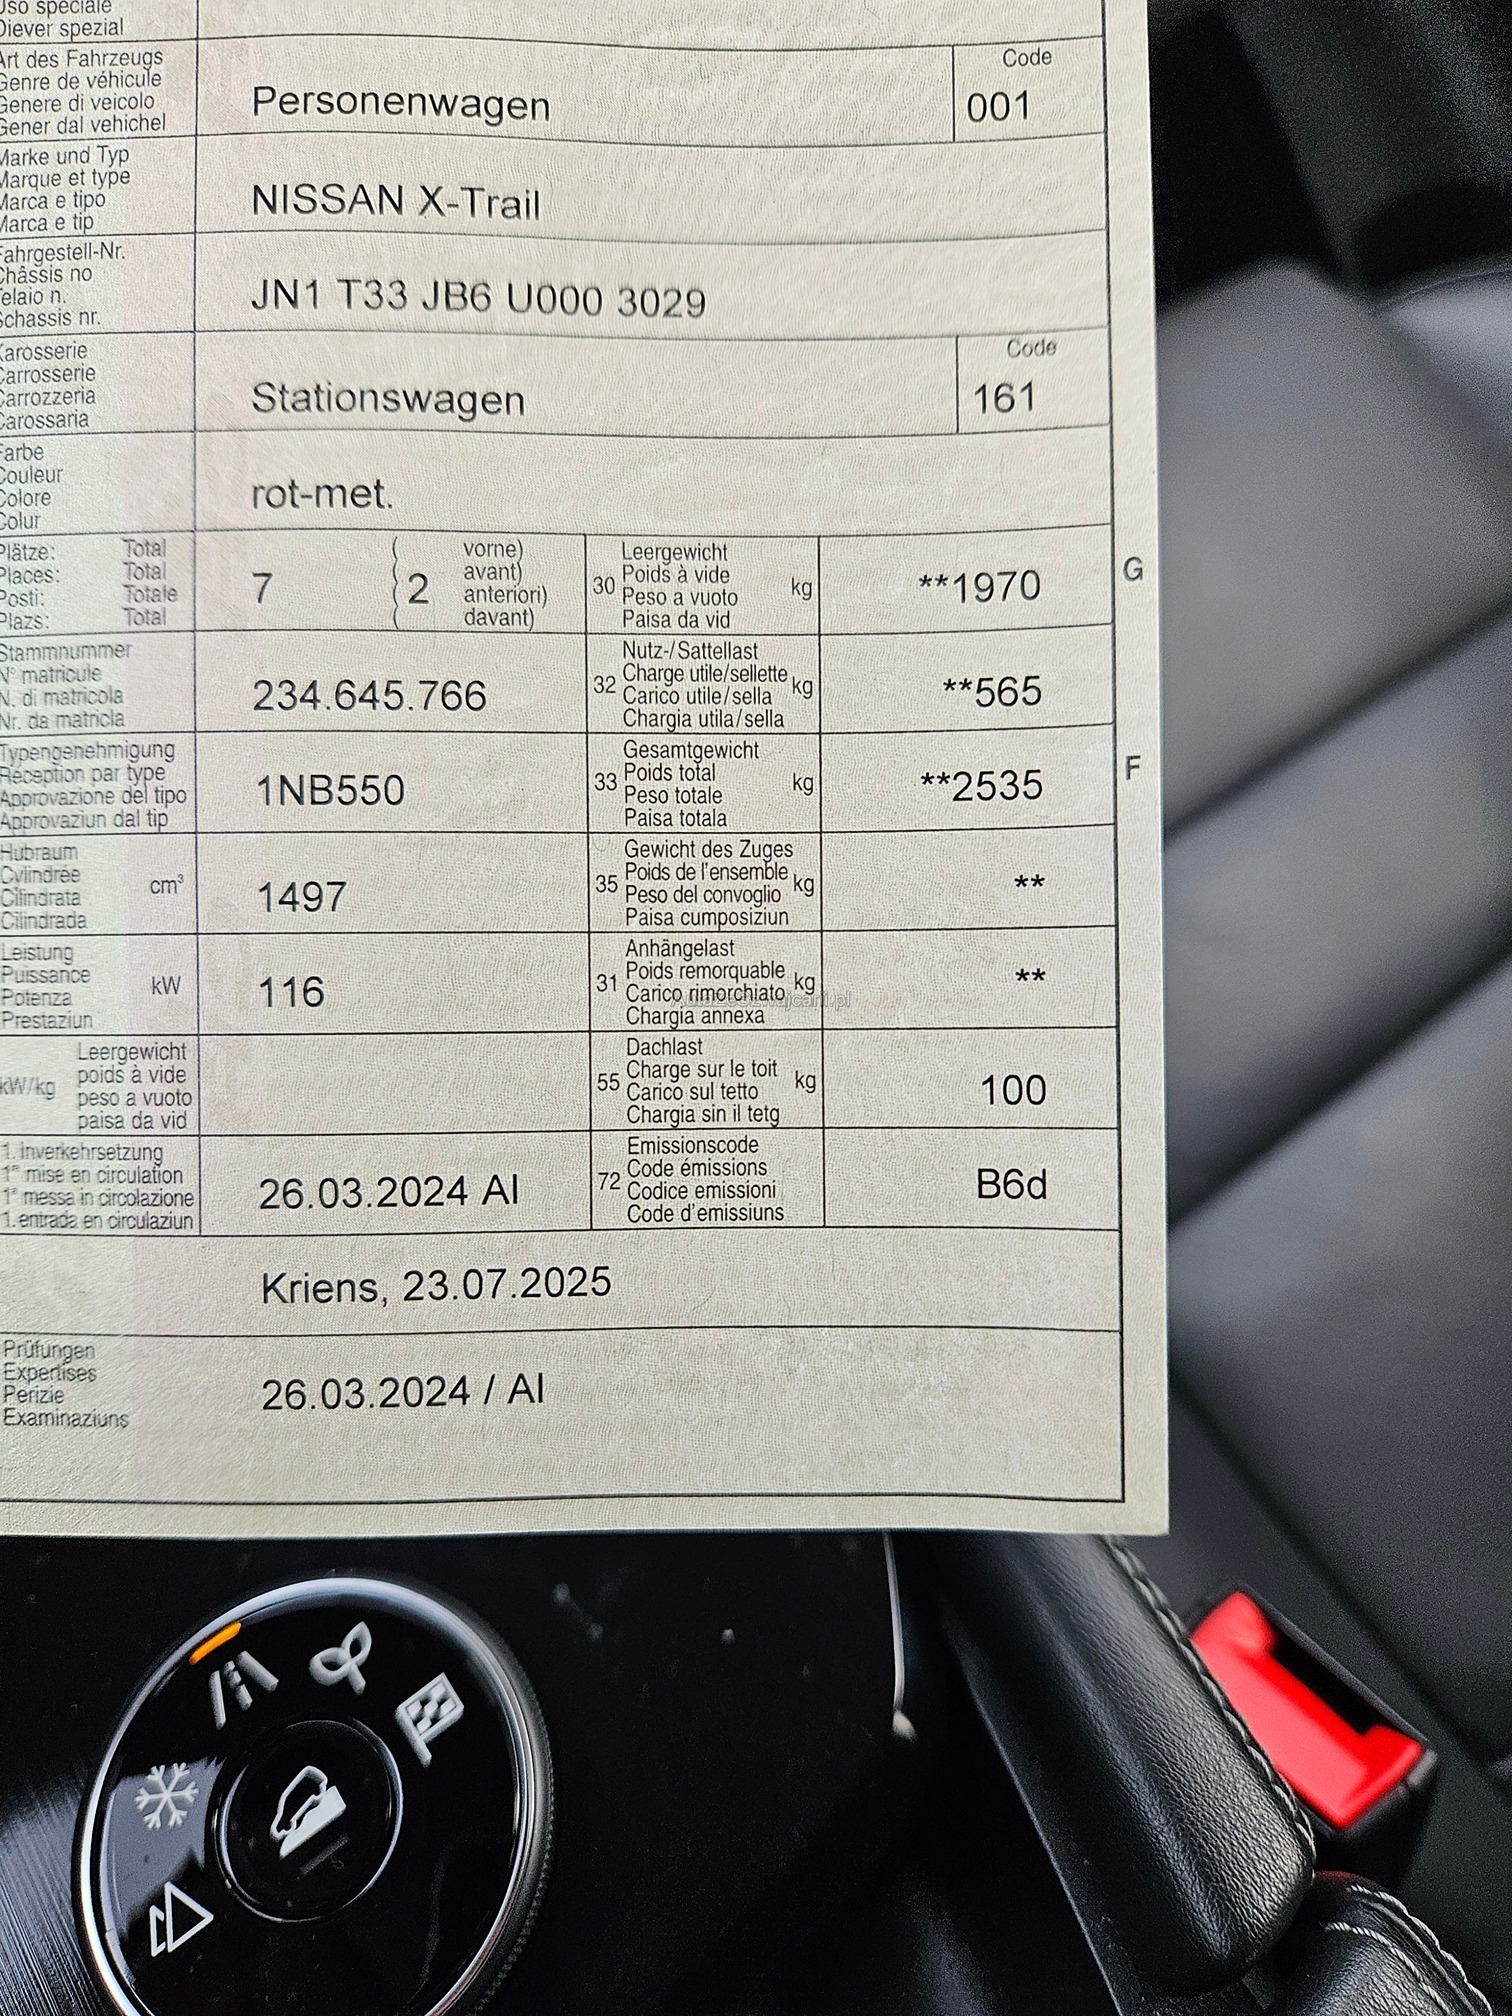 Uso speciale
Diever spezial
Art des Fahrzeugs
Genre de véhicule
Genere di veicolo
Gener dal vehichel
Personenwagen
Code
001
Marke und Typ
Marque et type
Marca e tipo
Marca e tip
NISSAN X-Trail
Fahrgestell-Nr.
Châssis no
Telaio n.
Schassis nr.
JN1 T33 JB6 U000 3029
Karosserie
Carrosserie
Carrozzeria
Carossaria
Stationswagen
Code
161
Farbe
Couleur
Colore
Colur
rot-met.
Plätze: Total
Places: Total
Posti: Totale
Plazs: Total
7
2
( vorne)
( avant)
( anteriori)
( davant)
30
Leergewicht
Poids à vide
Peso a vuoto
Paisa da vid
kg
**1970
G
Stammnummer
N° matricule
N. di matricola
Nr. da matricla
234.645.766
32
Nutz-/Sattellast
Charge utile/sellette
Carico utile/sella
Chargia utila/sella
kg
**565
Typengenehmigung
Réception par type
Approvazione del tipo
Approvaziun dal tip
1NB550
33
Gesamtgewicht
Poids total
Peso totale
Paisa totala
kg
**2535
F
Hubraum
Cylindrée
Cilindrata
Cilindrada
cm³
1497
35
Gewicht des Zuges
Poids de l'ensemble
Peso del convoglio
Paisa cumposiziun
kg
**
Leistung
Puissance
Potenza
Prestaziun
kW
116
31
Anhängelast
Poids remorquable
Carico rimorchiato
Chargia annexa
kg
**
kW/kg
Leergewicht
poids à vide
peso a vuoto
paisa da vid
55
Dachlast
Charge sur le toit
Carico sul tetto
Chargia sin il tetg
kg
100
1. Inverkehrsetzung
1re mise en circulation
1a messa in circolazione
1. entrada en circulaziun
26.03.2024 AI
72
Emissionscode
Code émissions
Codice emissioni
Code d'emissiuns
B6d
Kriens, 23.07.2025
Prüfungen
Expertises
Perizie
Examinaziuns
26.03.2024 / AI